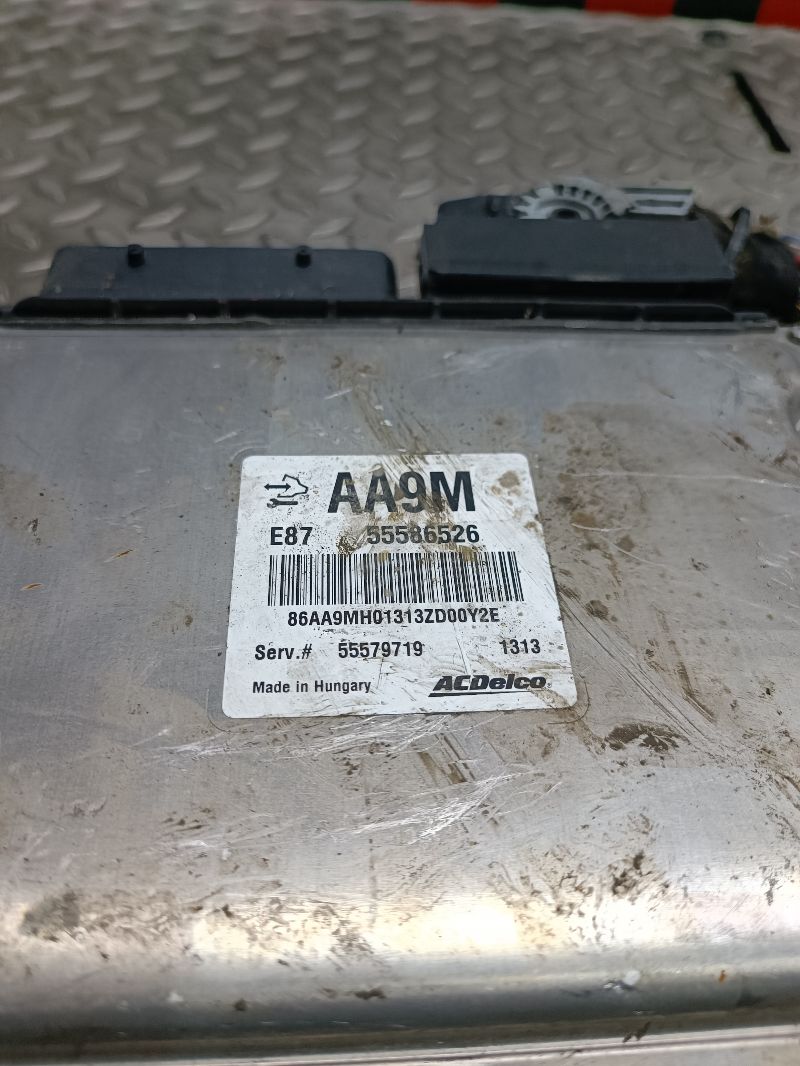 AA9M
E87 55586526
86AA9MH01313ZD00Y2E
Serv.# 55579719 1313
Made in Hungary ACDelco